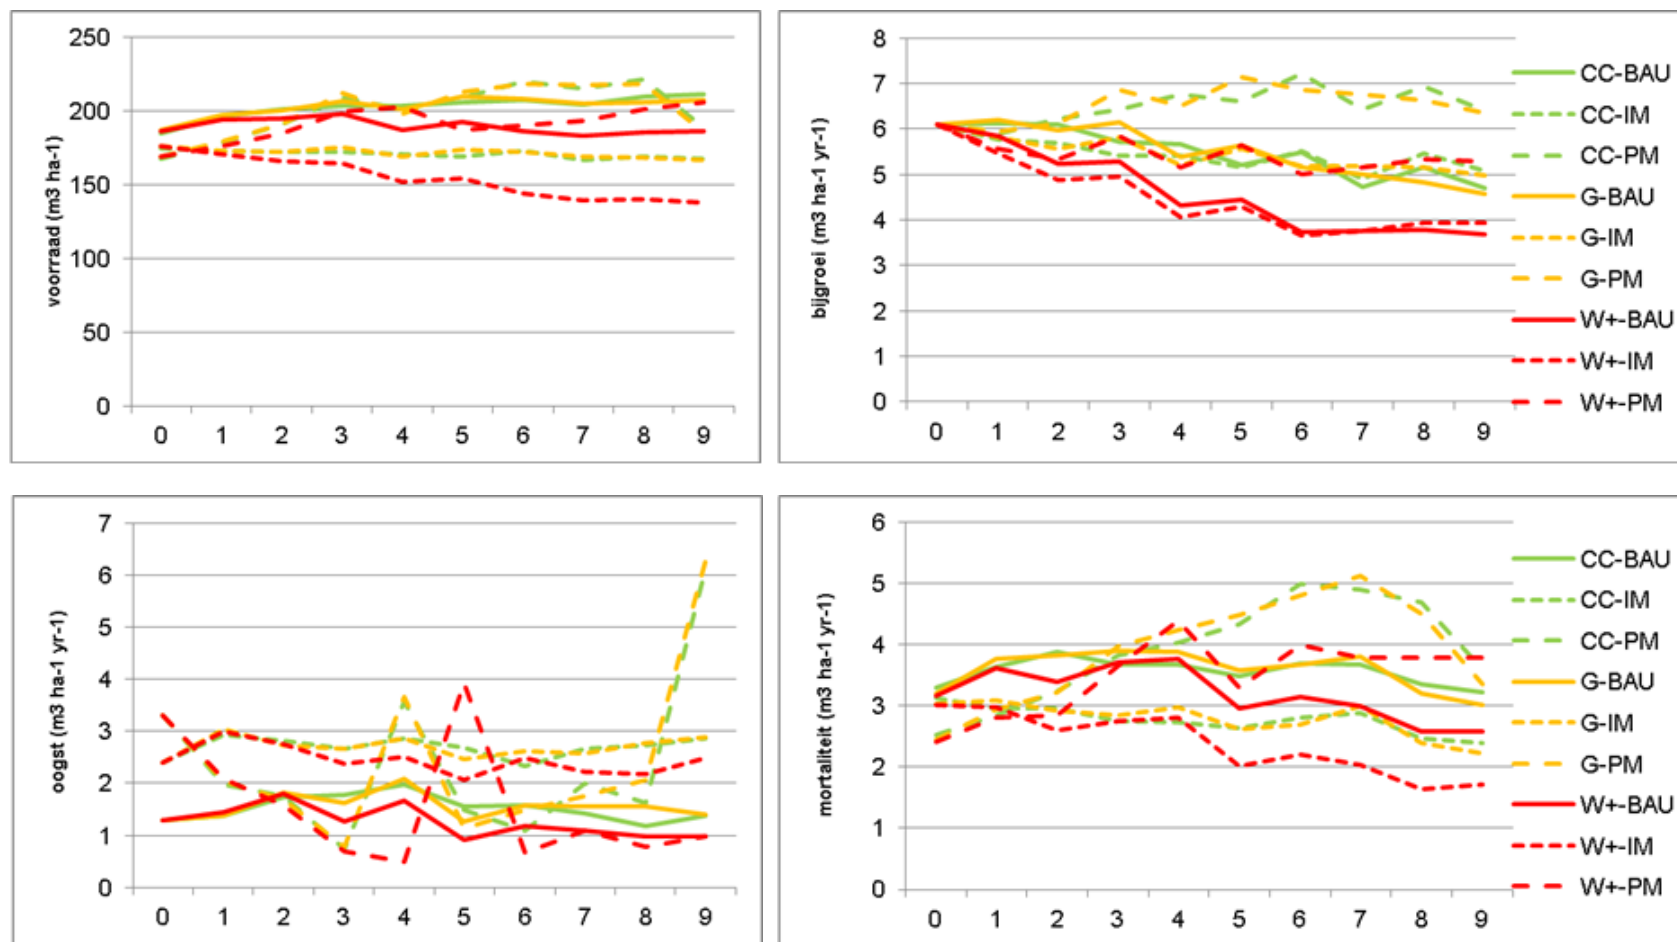 voorraad (m3 ha-1)
250
200
150
100
50
0
0 1 2 3 4 5 6 7 8 9
bijgroei (m3 ha-1 yr-1)
8
7
6
5
4
3
2
1
0
0 1 2 3 4 5 6 7 8 9
CC-BAU
CC-IM
CC-PM
G-BAU
G-IM
G-PM
W+-BAU
W+-IM
W+-PM
oogst (m3 ha-1 yr-1)
7
6
5
4
3
2
1
0
0 1 2 3 4 5 6 7 8 9
mortaliteit (m3 ha-1 yr-1)
6
5
4
3
2
1
0
0 1 2 3 4 5 6 7 8 9
CC-BAU
CC-IM
CC-PM
G-BAU
G-IM
G-PM
W+-BAU
W+-IM
W+-PM